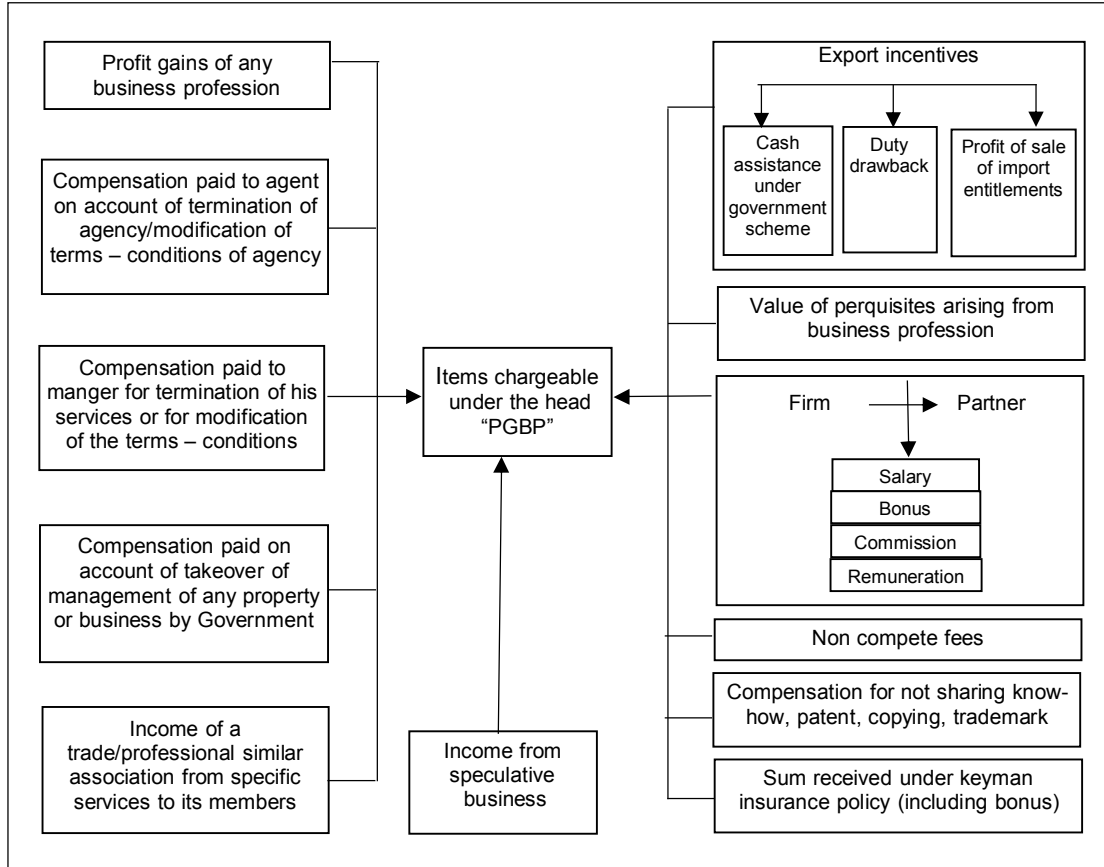 Profit gains of any
business profession
Compensation paid to agent
on account of termination of
agency/modification of
terms – conditions of agency
Compensation paid to
manger for termination of his
services or for modification
of the terms – conditions
Compensation paid on
account of takeover of
management of any property
or business by Government
Income of a
trade/professional similar
association from specific
services to its members
Items chargeable
under the head
“PGBP”
Income from
speculative
business
Export incentives
Cash
assistance
under
government
scheme
Duty
drawback
Profit of sale
of import
entitlements
Value of perquisites arising from
business profession
Firm Partner
Salary
Bonus
Commission
Remuneration
Non compete fees
Compensation for not sharing know-
how, patent, copying, trademark
Sum received under keyman
insurance policy (including bonus)